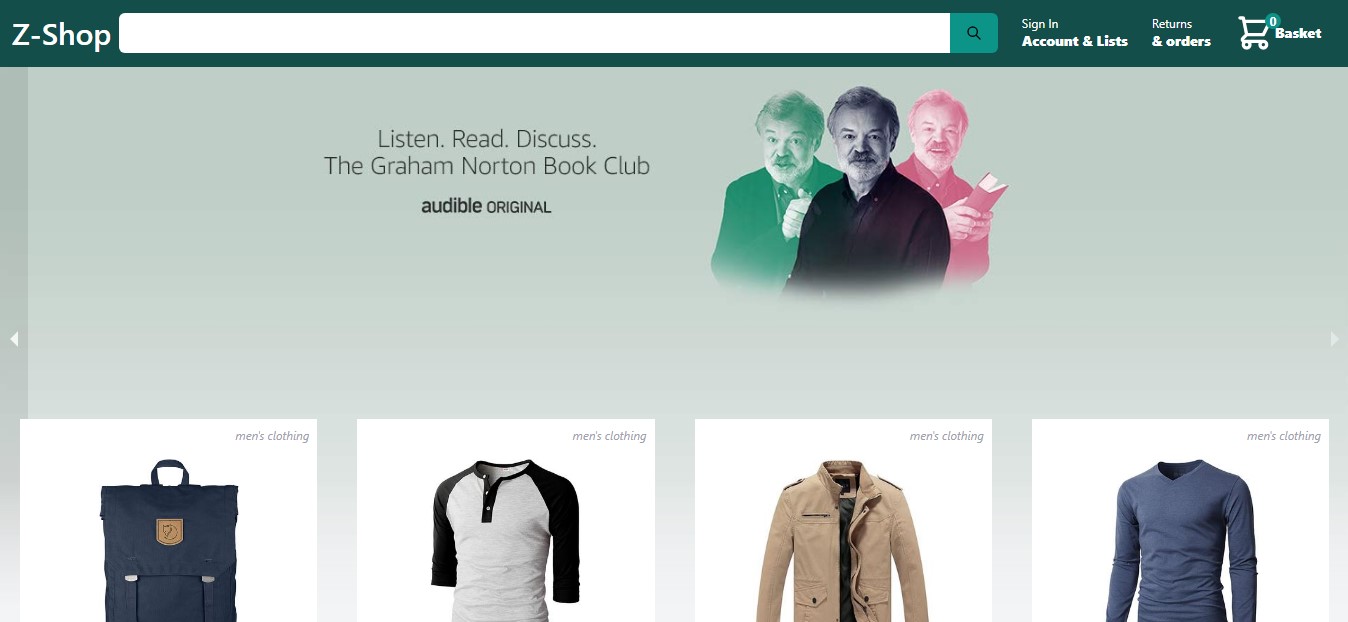 Z-Shop
Sign In
Account & Lists
Returns
& orders
0
Basket
Listen. Read. Discuss.
The Graham Norton Book Club
audible ORIGINAL
men's clothing
men's clothing
men's clothing
men's clothing